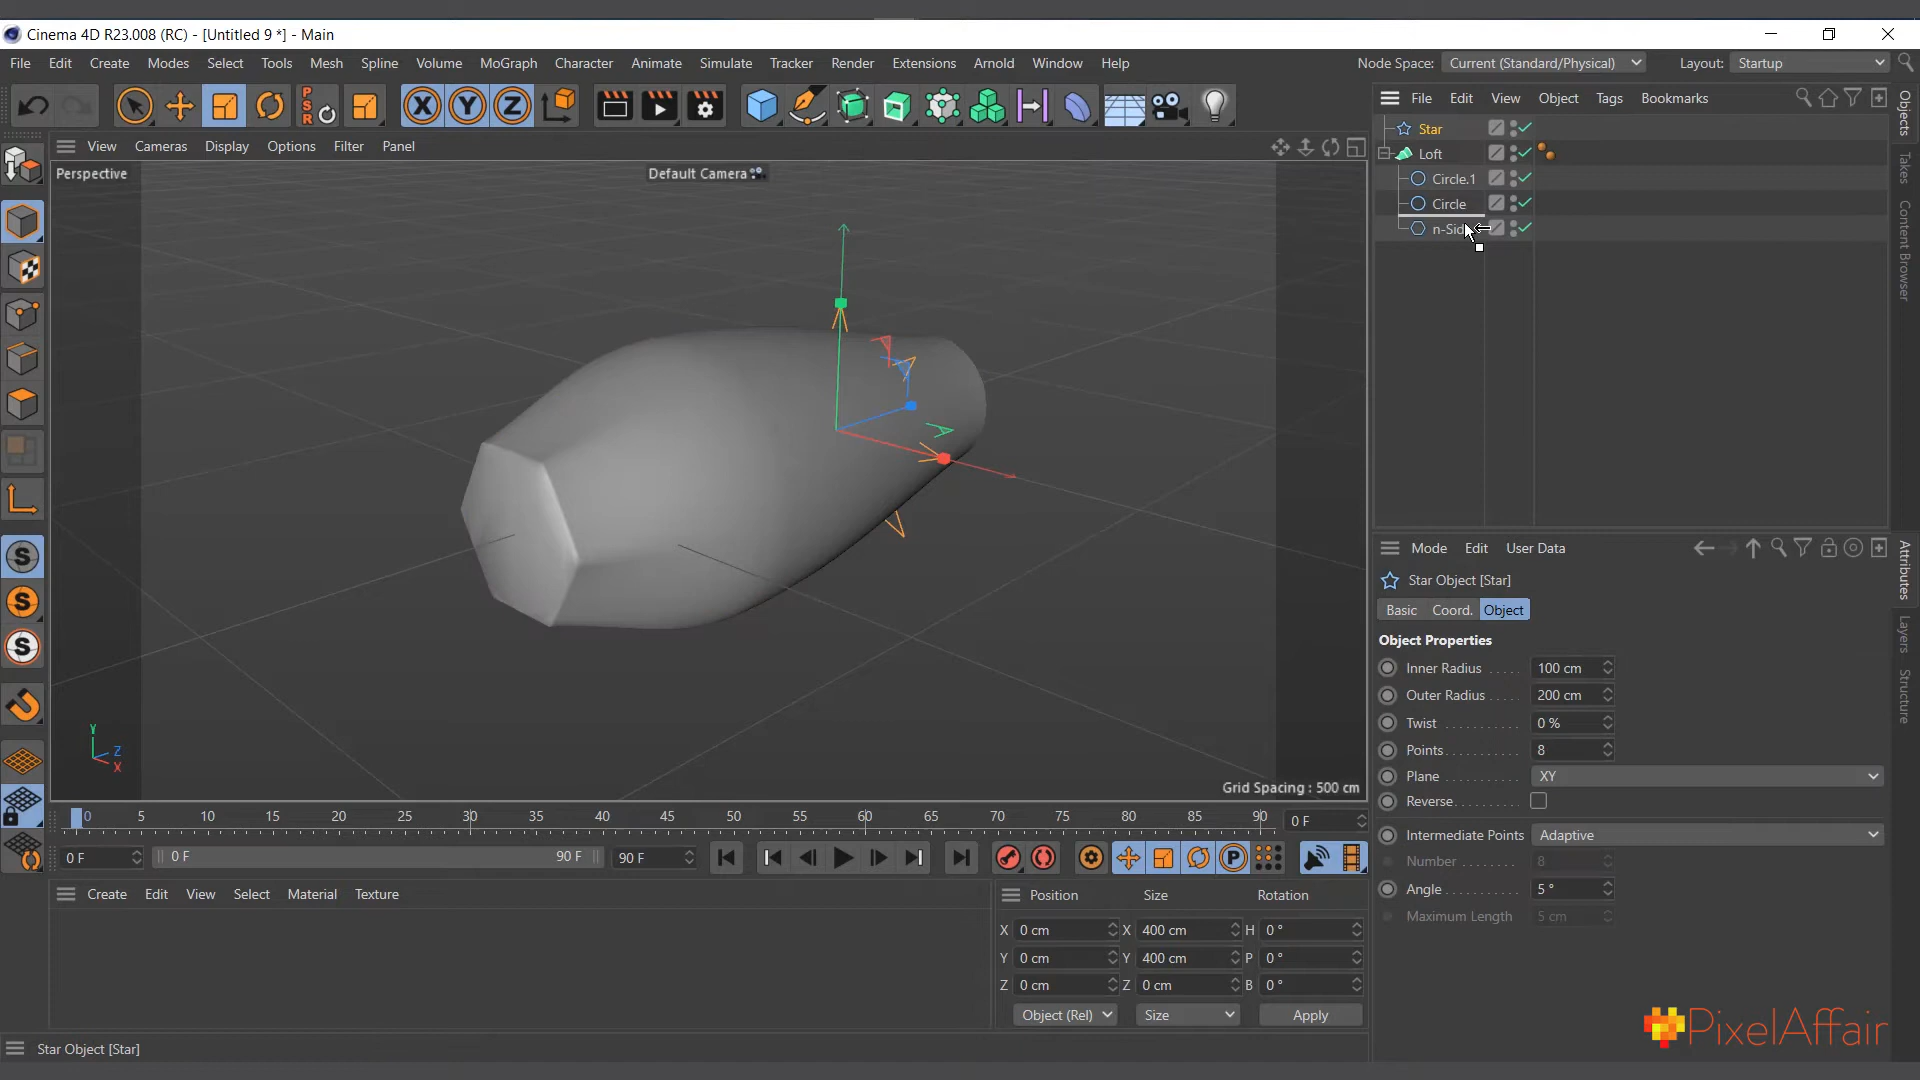 Cinema 4D R23.008 (RC) - [Untitled 9 *] - Main
File Edit Create Modes Select Tools Mesh Spline Volume MoGraph Character Animate Simulate Tracker Render Extensions Arnold Window Help
Node Space: Current (Standard/Physical) Layout: Startup
X Y Z
P
S
R
File Edit View Object Tags Bookmarks
View Cameras Display Options Filter Panel
Perspective
Default Camera
Star
Loft
Circle.1
Circle
n-Sid
Objects
Takes
Content Browser
S
S
S
Y
Z
X
Grid Spacing : 500 cm
Mode Edit User Data
Star Object [Star]
Basic Coord. Object
Object Properties
Inner Radius 100 cm
Outer Radius 200 cm
Twist 0 %
Points 8
Plane XY
Reverse
Intermediate Points Adaptive
Number 8
Angle 5 °
Maximum Length 5 cm
Attributes
Layers
Structure
0 5 10 15 20 25 30 35 40 45 50 55 60 65 70 75 80 85 90 0 F
0 F 0 F 90 F 90 F
P
Create Edit View Select Material Texture
Position Size Rotation
X 0 cm X 400 cm H 0 °
Y 0 cm Y 400 cm P 0 °
Z 0 cm Z 0 cm B 0 °
Object (Rel) Size Apply
Star Object [Star]
PixelAffair